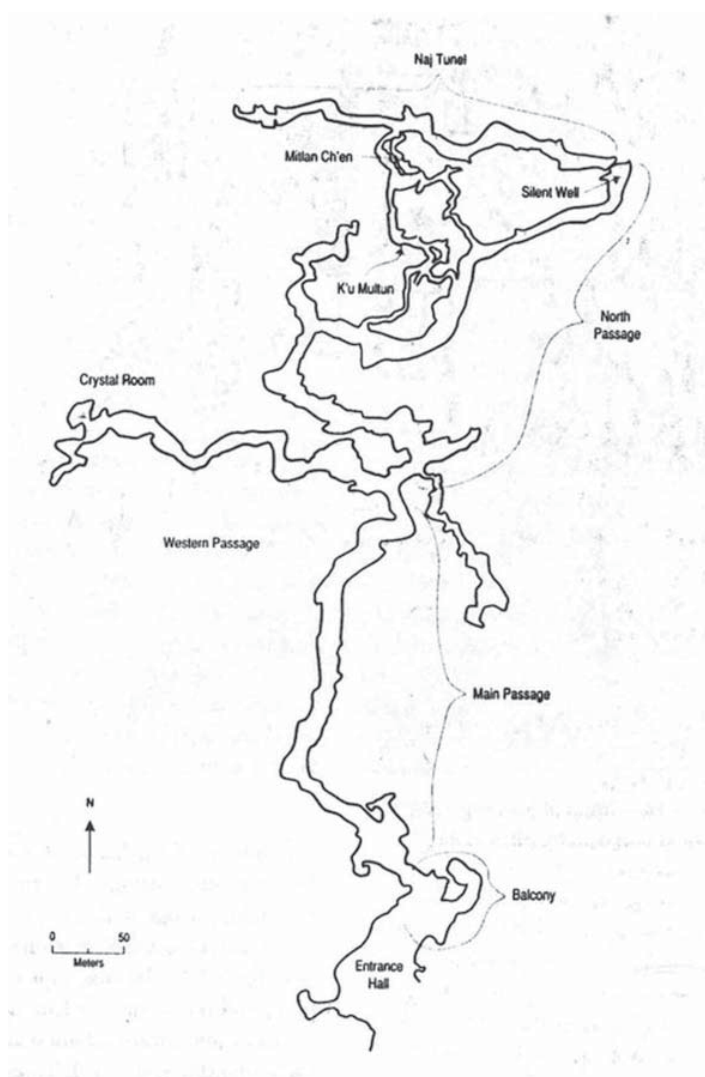 Naj Tunel
Mitlan Ch'en
Silent Well
K'u Multun
North
Passage
Crystal Room
Western Passage
Main Passage
N
Balcony
0 50
Meters
Entrance
Hall